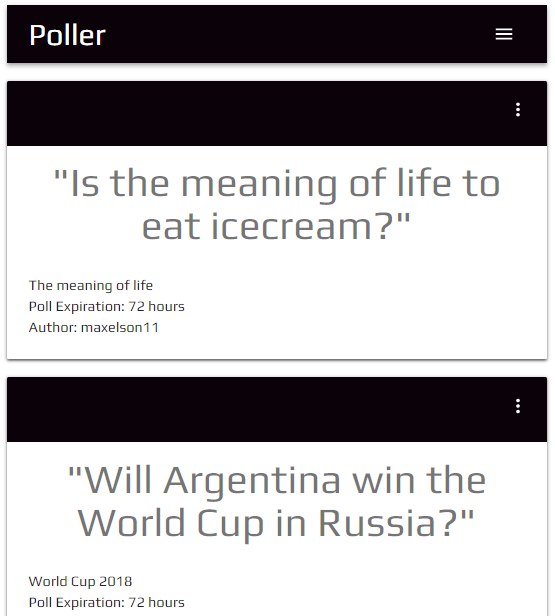 Poller
"Is the meaning of life to
eat icecream?"
The meaning of life
Poll Expiration: 72 hours
Author: maxelson11
"Will Argentina win the
World Cup in Russia?"
World Cup 2018
Poll Expiration: 72 hours